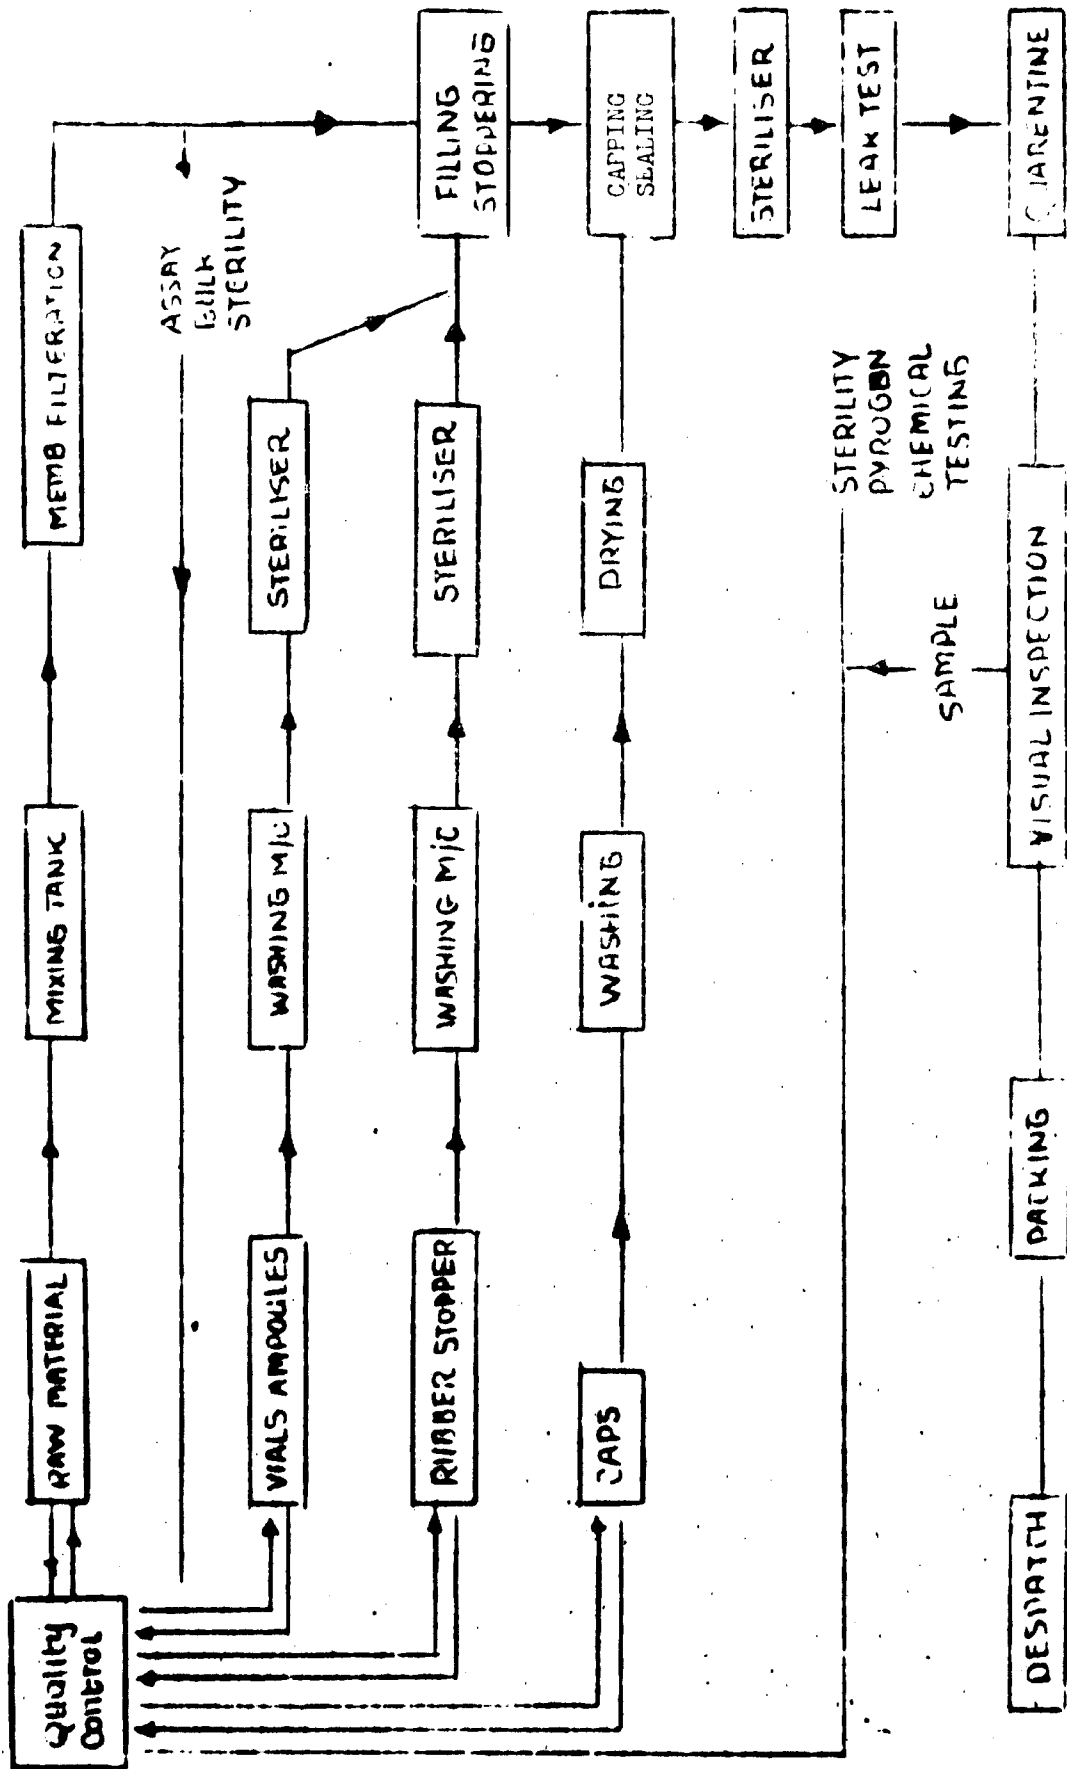 Quality
Control
RAW MATERIAL
MIXING TANK
MEMB FILTERATION
ASSAY
BULK
STERILITY
VIALS AMPOULES
WASHING M/C
STERILISER
RUBBER STOPPER
WASHING M/C
STERILISER
FILLING
STOPPERING
CAPS
WASHING
DRYING
CAPPING
SEALING
STERILISER
LEAK TEST
STERILITY
PYROGEN
CHEMICAL
TESTING
SAMPLE
DESPATCH
PACKING
VISUAL INSPECTION
QUARENTINE